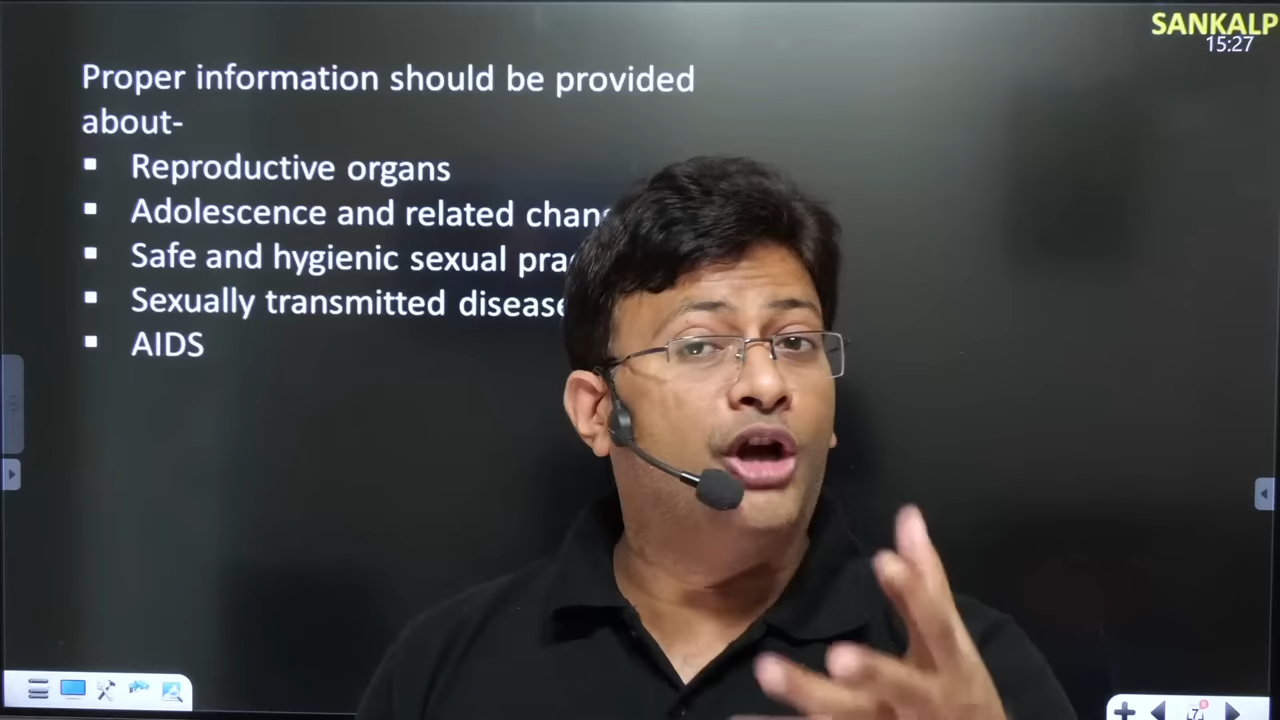 SANKALP
15:27
Proper information should be provided
about-
▪ Reproductive organs
▪ Adolescence and related
▪ Safe and hygienic sexual
▪ Sexually transmitted
▪ AIDS
7